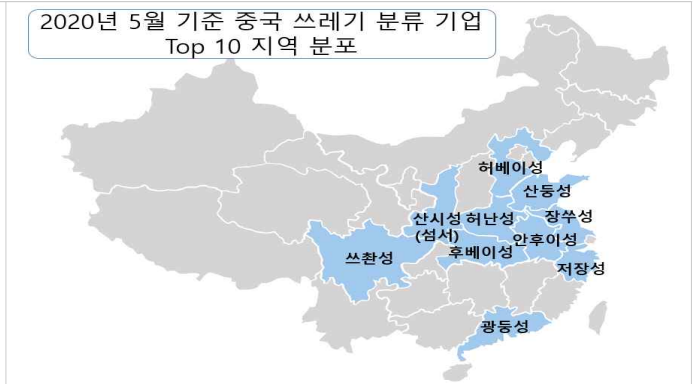 2020년 5월 기준 중국 쓰레기 분류 기업
Top 10 지역 분포
허베이성
산둥성
산시성
(섬서)
허난성
장쑤성
안후이성
후베이성
쓰촨성
저장성
광둥성